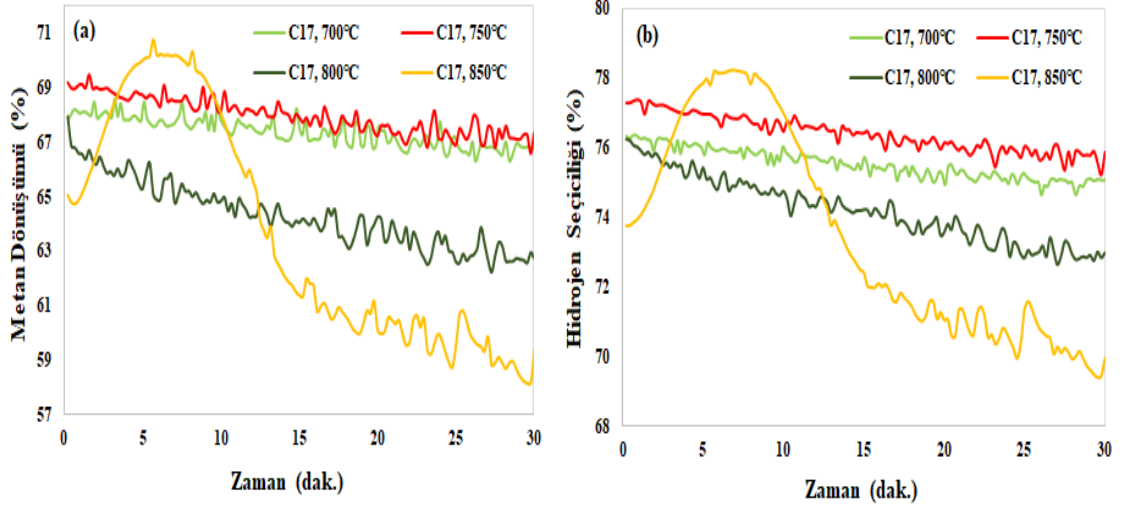 (a)
C17, 700℃
C17, 750℃
C17, 800℃
C17, 850℃
Metan Dönüşümü (%)
71
69
67
65
63
61
59
57
0
5
10
15
20
25
30
Zaman (dak.)
(b)
C17, 700℃
C17, 750℃
C17, 800℃
C17, 850℃
Hidrojen Seçiciliği (%)
80
78
76
74
72
70
68
0
5
10
15
20
25
30
Zaman (dak.)